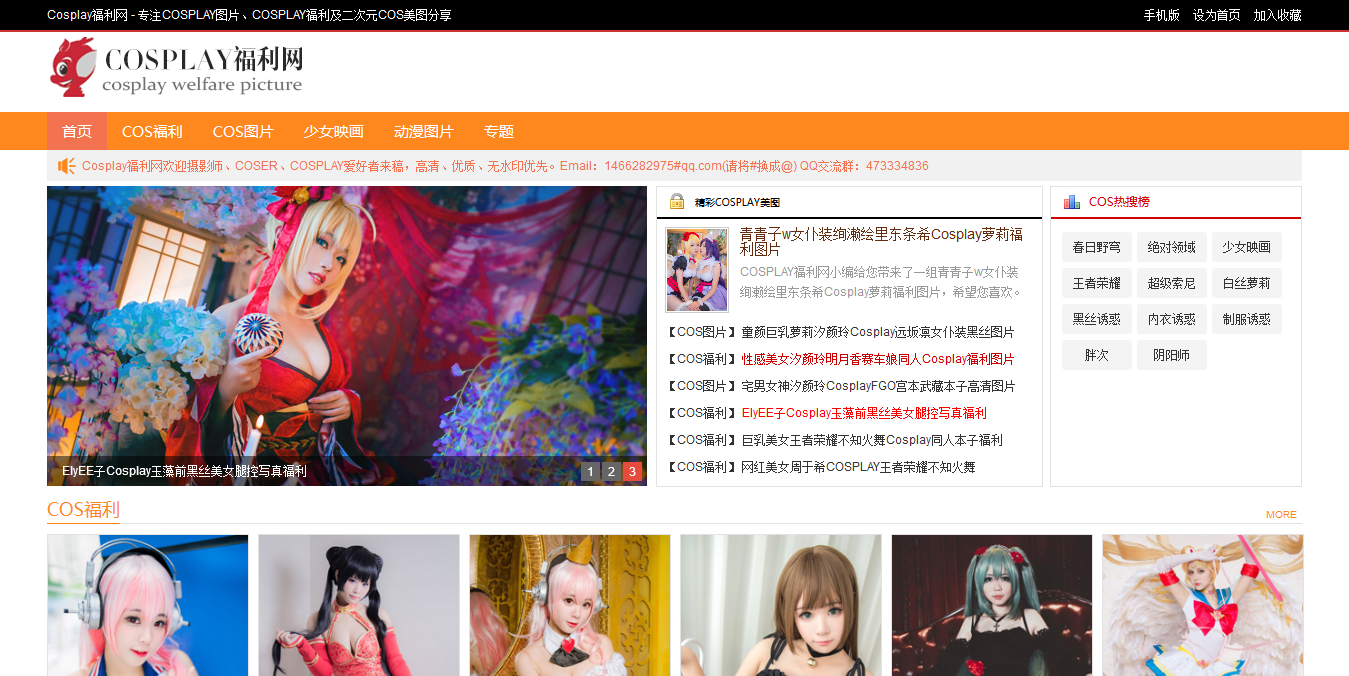 Cosplay福利网 - 专注COSPLAY图片、COSPLAY福利及二次元COS美图分享
手机版 设为首页 加入收藏
COSPLAY福利网
cosplay welfare picture
首页 COS福利 COS图片 少女映画 动漫图片 专题
Cosplay福利网欢迎摄影师、COSER、COSPLAY爱好者来稿，高清、优质、无水印优先。Email：1466282975#qq.com(请将#换成@) QQ交流群：473334836
ElyEE子Cosplay玉藻前黑丝美女腿控写真福利
1 2 3
精彩COSPLAY美图
青青子w女仆装绚濑绘里东条希Cosplay萝莉福
利图片
COSPLAY福利网小编给您带来了一组青青子w女仆装
绚濑绘里东条希Cosplay萝莉福利图片，希望您喜欢。
【COS图片】童颜巨乳萝莉汐颜玲Cosplay远坂凛女仆装黑丝图片
【COS福利】性感美女汐颜玲明月香赛车娘同人Cosplay福利图片
【COS图片】宅男女神汐颜玲CosplayFGO宫本武藏本子高清图片
【COS福利】ElyEE子Cosplay玉藻前黑丝美女腿控写真福利
【COS福利】巨乳美女王者荣耀不知火舞Cosplay同人本子福利
【COS福利】网红美女周于希COSPLAY王者荣耀不知火舞
COS热搜榜
春日野穹 绝对领域 少女映画
王者荣耀 超级索尼 白丝萝莉
黑丝诱惑 内衣诱惑 制服诱惑
胖次 阴阳师
COS福利
MORE